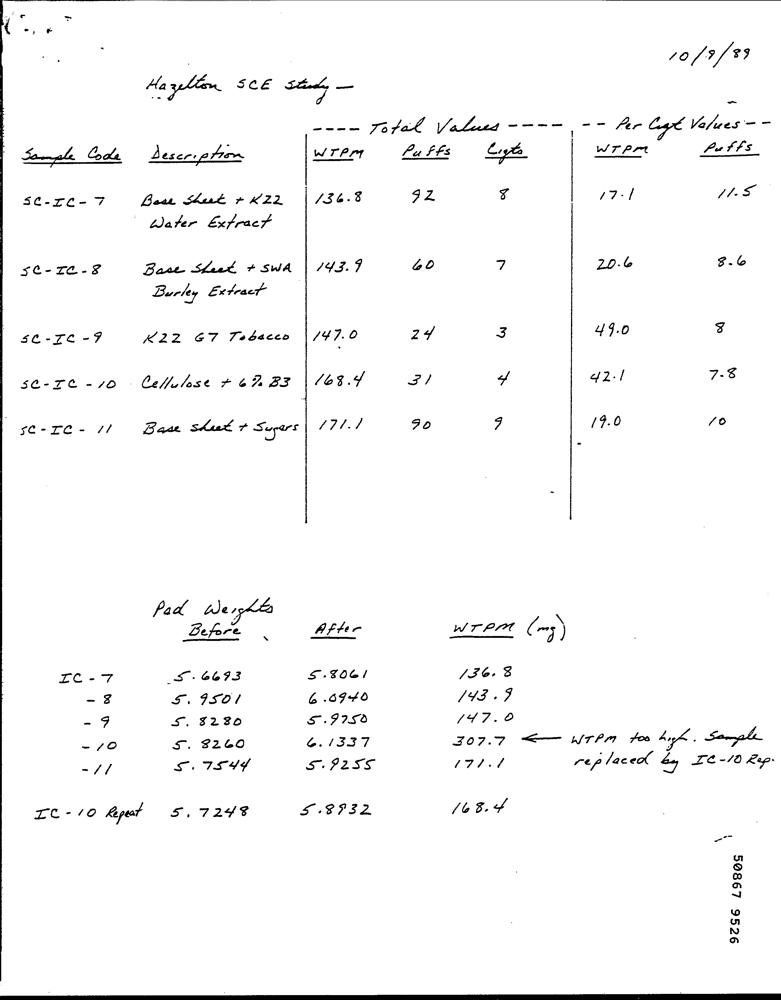 10/9/89
Hazelton SCE Study —
---- Total Values ---- -- Per Cigt Values --
Sample Code Description WTPM Puffs Cigts WTPM Puffs
SC-IC-7 Base Sheet + K22 136.8 92 8 17.1 11.5
Water Extract
SC-IC-8 Base Sheet + SWA 143.9 60 7 20.6 8.6
Burley Extract
SC-IC-9 K22 G7 Tobacco 147.0 24 3 49.0 8
SC-IC-10 Cellulose + 6% B3 168.4 31 4 42.1 7.8
SC-IC-11 Base Sheet + Sugars 171.1 90 9 19.0 10
Pad Weights
Before After WTPM (mg)
IC-7 5.6693 5.8061 136.8
-8 5.9501 6.0940 143.9
-9 5.8280 5.9750 147.0
-10 5.8260 6.1337 307.7 ← WTPM too high. Sample
-11 5.7544 5.9255 171.1 replaced by IC-10 Rep.
IC-10 Repeat 5.7248 5.8932 168.4
50867 9526